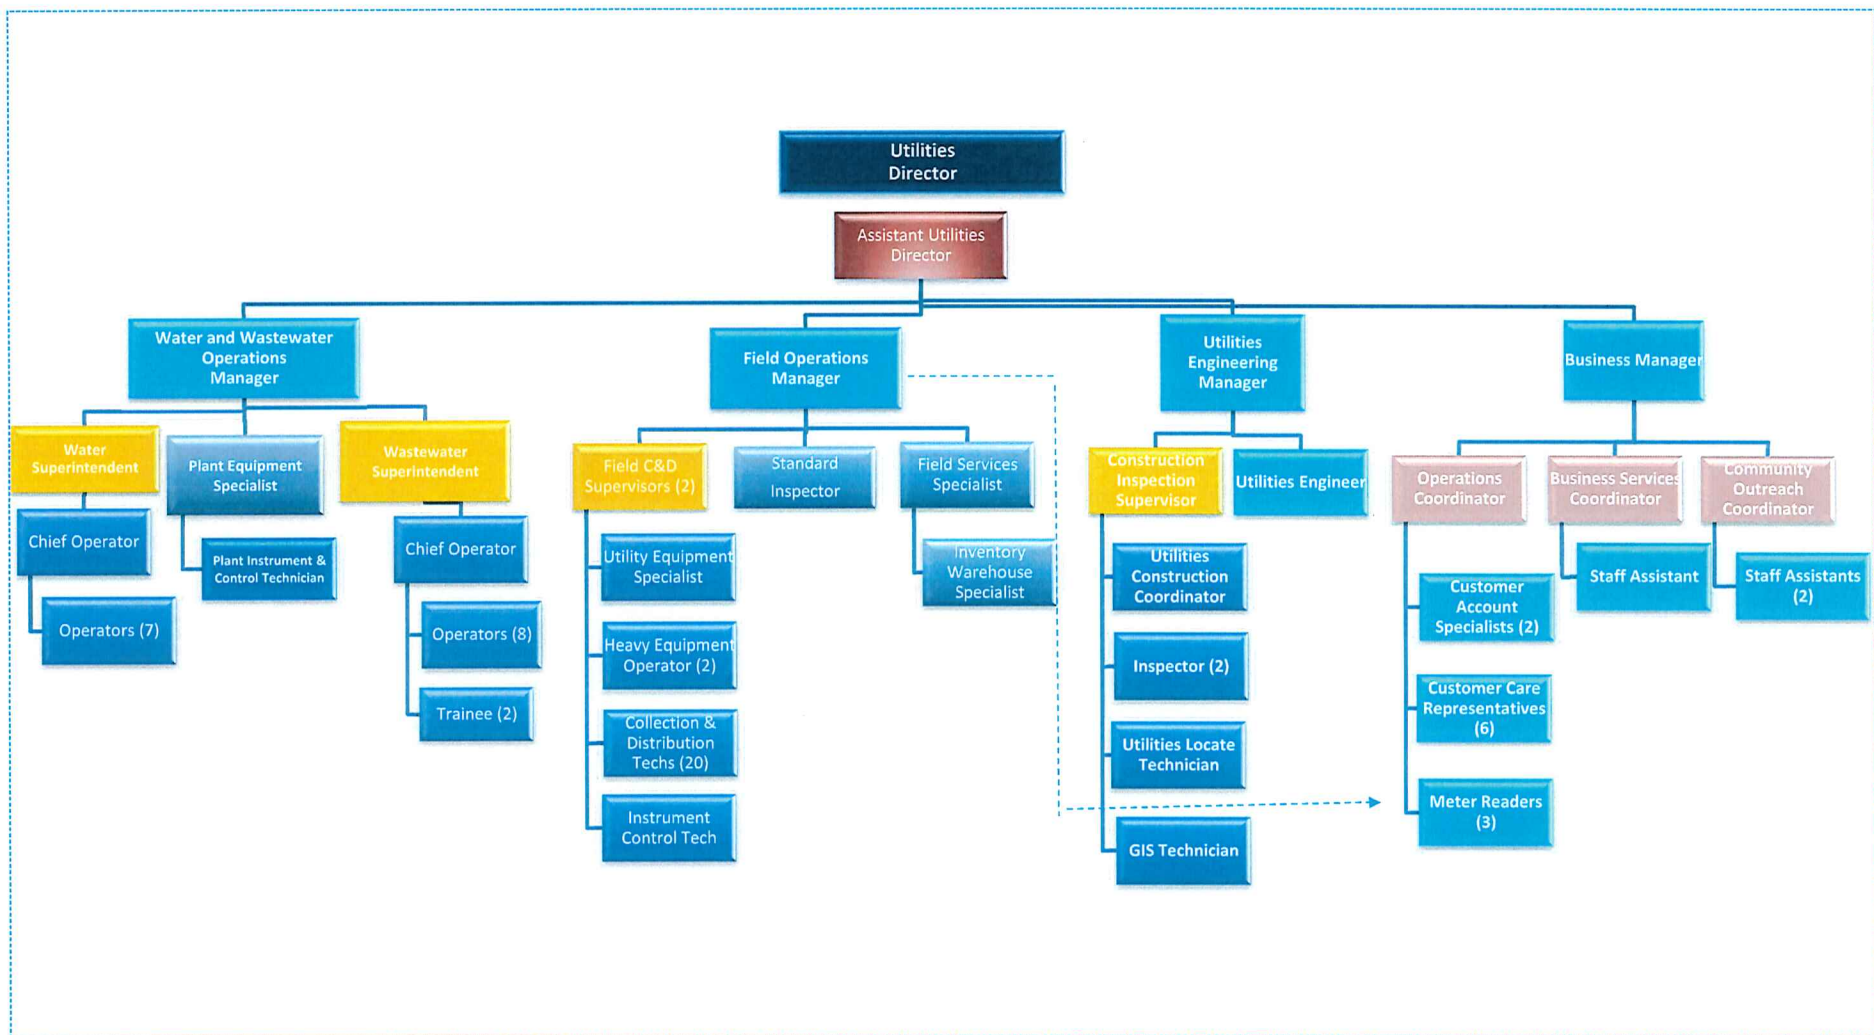 Utilities
Director
Assistant Utilities
Director
Water and Wastewater
Operations
Manager
Field Operations
Manager
Utilities
Engineering
Manager
Business Manager
Water
Superintendent
Plant Equipment
Specialist
Wastewater
Superintendent
Field C&D
Supervisors (2)
Standard
Inspector
Field Services
Specialist
Construction
Inspection
Supervisor
Utilities Engineer
Operations
Coordinator
Business Services
Coordinator
Community
Outreach
Coordinator
Chief Operator
Plant Instrument &
Control Technician
Chief Operator
Utility Equipment
Specialist
Inventory
Warehouse
Specialist
Utilities
Construction
Coordinator
Customer
Account
Specialists (2)
Staff Assistant
Staff Assistants
(2)
Operators (7)
Operators (8)
Heavy Equipment
Operator (2)
Inspector (2)
Customer Care
Representatives
(6)
Trainee (2)
Collection &
Distribution
Techs (20)
Utilities Locate
Technician
Meter Readers
(3)
Instrument
Control Tech
GIS Technician